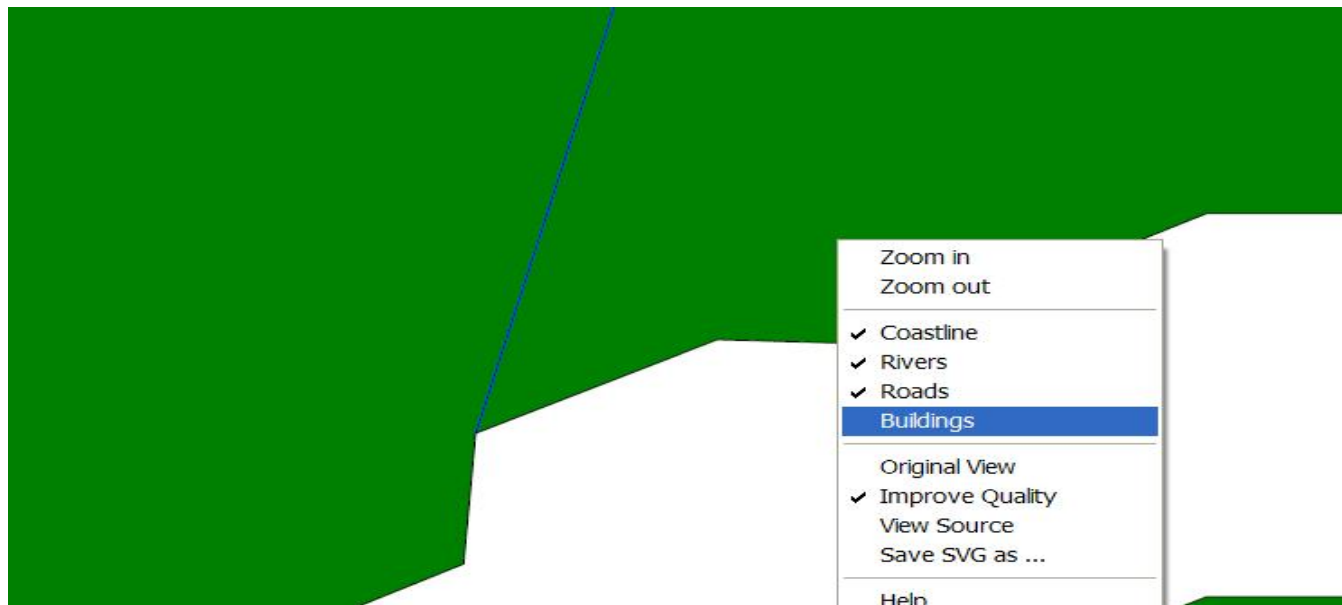 Zoom in
Zoom out
Coastline
Rivers
Roads
Buildings
Original View
Improve Quality
View Source
Save SVG as ...
Help